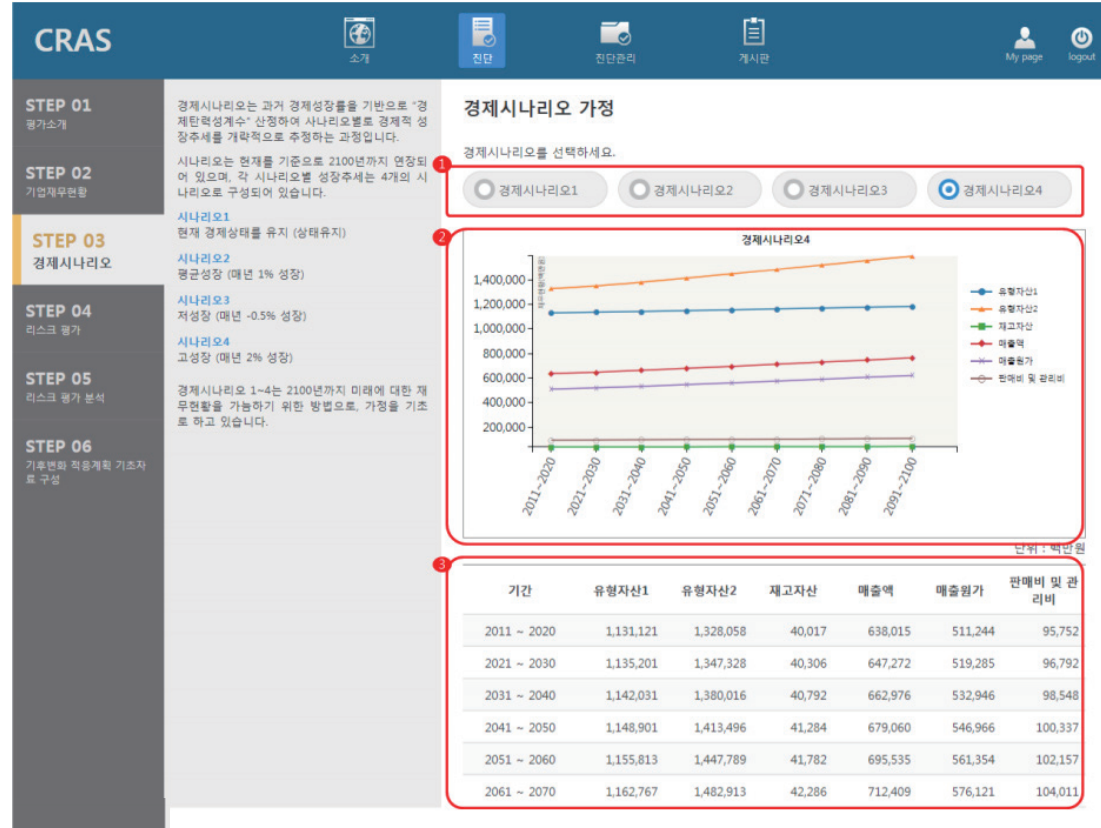 CRAS
소개
진단
진단관리
게시판
My page
logout
STEP 01
평가소개
STEP 02
기업재무현황
STEP 03
경제시나리오
STEP 04
리스크 평가
STEP 05
리스크 평가 분석
STEP 06
기후변화 적응계획 기초자
료 구성
경제시나리오는 과거 경제성장률을 기반으로 "경
제탄력성계수" 산정하여 사나리오별로 경제적 성
장추세를 개략적으로 추정하는 과정입니다.
시나리오는 현재를 기준으로 2100년까지 연장되
어 있으며, 각 시나리오별 성장추세는 4개의 시
나리오로 구성되어 있습니다.
시나리오1
현재 경제상태를 유지 (상태유지)
시나리오2
평균성장 (매년 1% 성장)
시나리오3
저성장 (매년 -0.5% 성장)
시나리오4
고성장 (매년 2% 성장)
경제시나리오 1~4는 2100년까지 미래에 대한 재
무현황을 가늠하기 위한 방법으로, 가정을 기초
로 하고 있습니다.
경제시나리오 가정
경제시나리오를 선택하세요.
1
경제시나리오1 경제시나리오2 경제시나리오3 경제시나리오4
2
경제시나리오4
재무현황(백만원)
1,400,000
1,200,000
1,000,000
800,000
600,000
400,000
200,000
2011~2020
2021~2030
2031~2040
2041~2050
2051~2060
2061~2070
2071~2080
2081~2090
2091~2100
유형자산1
유형자산2
재고자산
매출액
매출원가
판매비 및 관리비
단위 : 백만원
3
기간 유형자산1 유형자산2 재고자산 매출액 매출원가 판매비 및 관
리비
2011 ~ 2020 1,131,121 1,328,058 40,017 638,015 511,244 95,752
2021 ~ 2030 1,135,201 1,347,328 40,306 647,272 519,285 96,792
2031 ~ 2040 1,142,031 1,380,016 40,792 662,976 532,946 98,548
2041 ~ 2050 1,148,901 1,413,496 41,284 679,060 546,966 100,337
2051 ~ 2060 1,155,813 1,447,789 41,782 695,535 561,354 102,157
2061 ~ 2070 1,162,767 1,482,913 42,286 712,409 576,121 104,011